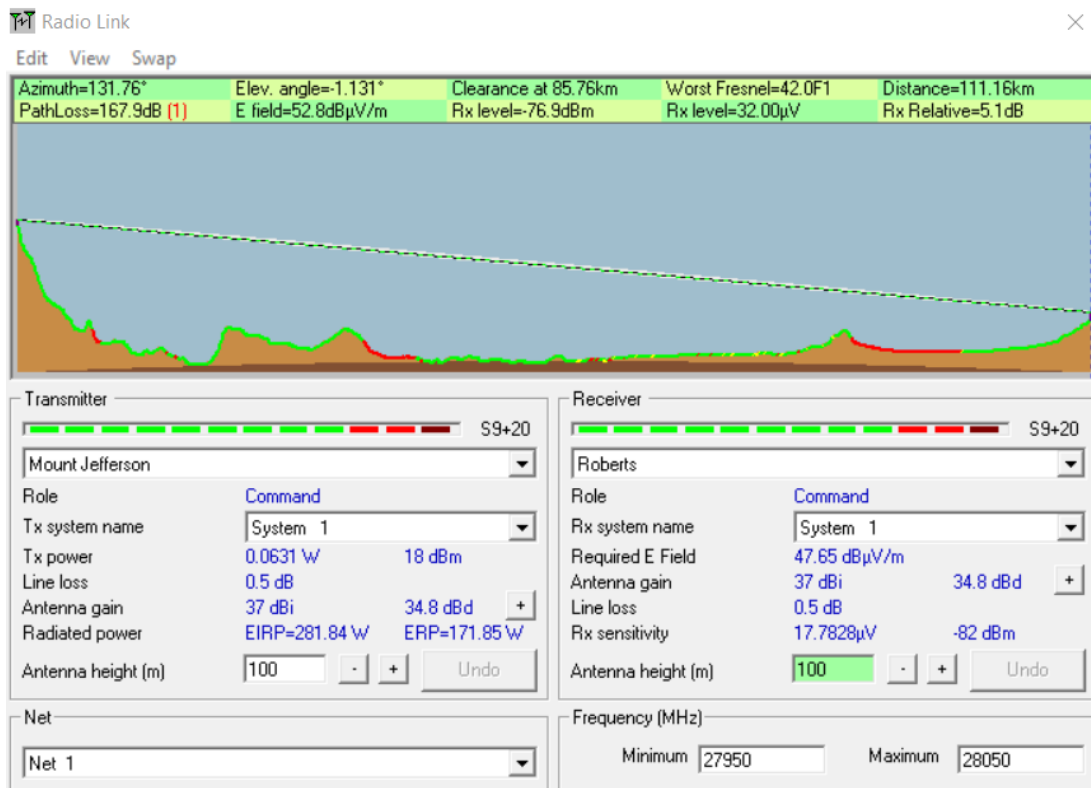 Radio Link
Edit View Swap
Azimuth=131.76° Elev. angle=-1.131° Clearance at 85.76km Worst Fresnel=42.0F1 Distance=111.16km
PathLoss=167.9dB (1) E field=52.8dBµV/m Rx level=-76.9dBm Rx level=32.00µV Rx Relative=5.1dB
Transmitter
S9+20
Mount Jefferson
Role Command
Tx system name System 1
Tx power 0.0631 W 18 dBm
Line loss 0.5 dB
Antenna gain 37 dBi 34.8 dBd +
Radiated power EIRP=281.84 W ERP=171.85 W
Antenna height (m) 100 - + Undo
Net
Net 1
Receiver
S9+20
Roberts
Role Command
Rx system name System 1
Required E Field 47.65 dBµV/m
Antenna gain 37 dBi 34.8 dBd +
Line loss 0.5 dB
Rx sensitivity 17.7828µV -82 dBm
Antenna height (m) 100 - + Undo
Frequency (MHz)
Minimum 27950 Maximum 28050